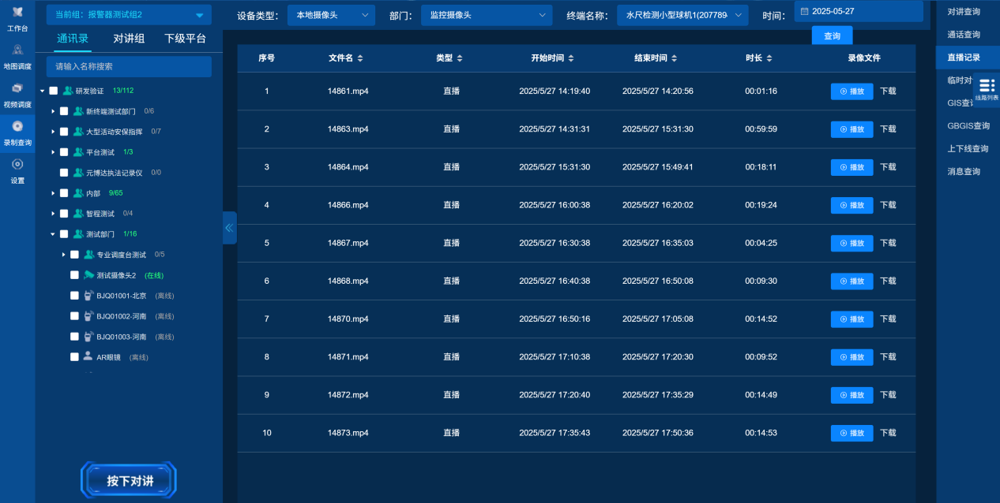 工作台
地图调度
视频调度
录制查询
设置
当前组：报警器测试组2
通讯录 对讲组 下级平台
请输入名称搜索
研发验证 13/112
新终端测试部门 0/6
大型活动安保指挥 0/7
平台测试 1/3
元博达执法记录仪 0/0
内部 9/65
智程测试 0/4
测试部门 1/16
专业调度台测试 0/5
测试摄像头2 (在线)
BJQ01001-北京 (离线)
BJQ01002-河南 (离线)
BJQ01003-河南 (离线)
AR眼镜 (离线)
按下对讲
设备类型： 本地摄像头 部门： 监控摄像头 终端名称： 水尺检测小型球机1(207789 时间： 2025-05-27
查询
序号 文件名 类型 开始时间 结束时间 时长 录像文件
1 14861.mp4 直播 2025/5/27 14:19:40 2025/5/27 14:20:56 00:01:16 播放 下载
2 14863.mp4 直播 2025/5/27 14:31:31 2025/5/27 15:31:30 00:59:59 播放 下载
3 14864.mp4 直播 2025/5/27 15:31:30 2025/5/27 15:49:41 00:18:11 播放 下载
4 14866.mp4 直播 2025/5/27 16:00:38 2025/5/27 16:20:02 00:19:24 播放 下载
5 14867.mp4 直播 2025/5/27 16:30:38 2025/5/27 16:35:03 00:04:25 播放 下载
6 14868.mp4 直播 2025/5/27 16:40:38 2025/5/27 16:50:08 00:09:30 播放 下载
7 14870.mp4 直播 2025/5/27 16:50:16 2025/5/27 17:05:08 00:14:52 播放 下载
8 14871.mp4 直播 2025/5/27 17:10:38 2025/5/27 17:20:30 00:09:52 播放 下载
9 14872.mp4 直播 2025/5/27 17:20:40 2025/5/27 17:35:29 00:14:49 播放 下载
10 14873.mp4 直播 2025/5/27 17:35:43 2025/5/27 17:50:36 00:14:53 播放 下载
对讲查询
通话查询
直播记录
临时对
线路列表
GIS查
GBGIS查询
上下线查询
消息查询